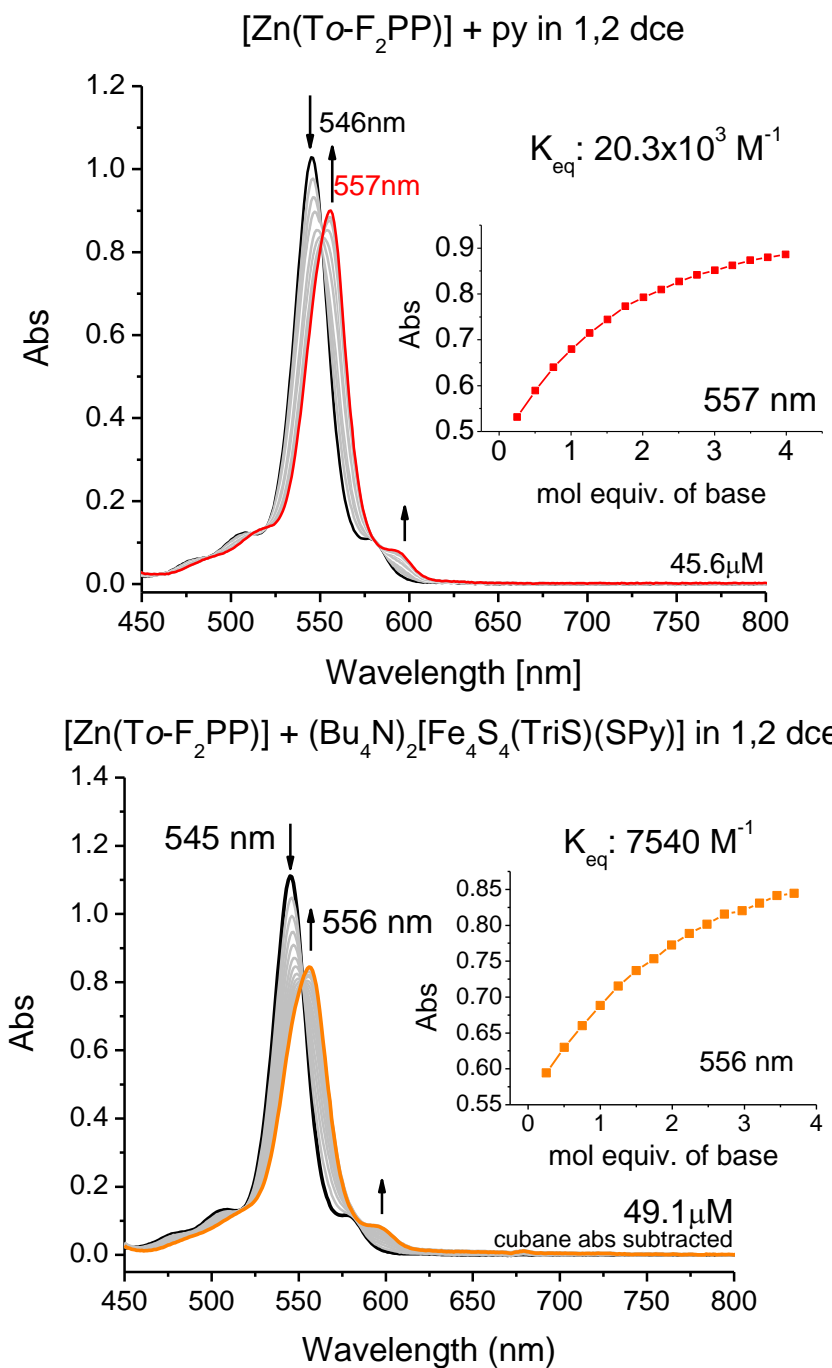 [Zn(To-F₂PP)] + py in 1,2 dce
1.2
1.0
0.8
0.6
0.4
0.2
0.0
Abs
546nm
557nm
K_eq: 20.3x10³ M⁻¹
0.9
0.8
0.7
0.6
0.5
Abs
557 nm
0 1 2 3 4
mol equiv. of base
45.6μM
450 500 550 600 650 700 750 800
Wavelength [nm]
[Zn(To-F₂PP)] + (Bu₄N)₂[Fe₄S₄(TriS)(SPy)] in 1,2 dce
1.4
1.2
1.0
0.8
0.6
0.4
0.2
0.0
Abs
545 nm
556 nm
K_eq: 7540 M⁻¹
0.85
0.80
0.75
0.70
0.65
0.60
0.55
Abs
556 nm
0 1 2 3 4
mol equiv. of base
49.1μM
cubane abs subtracted
450 500 550 600 650 700 750 800
Wavelength (nm)